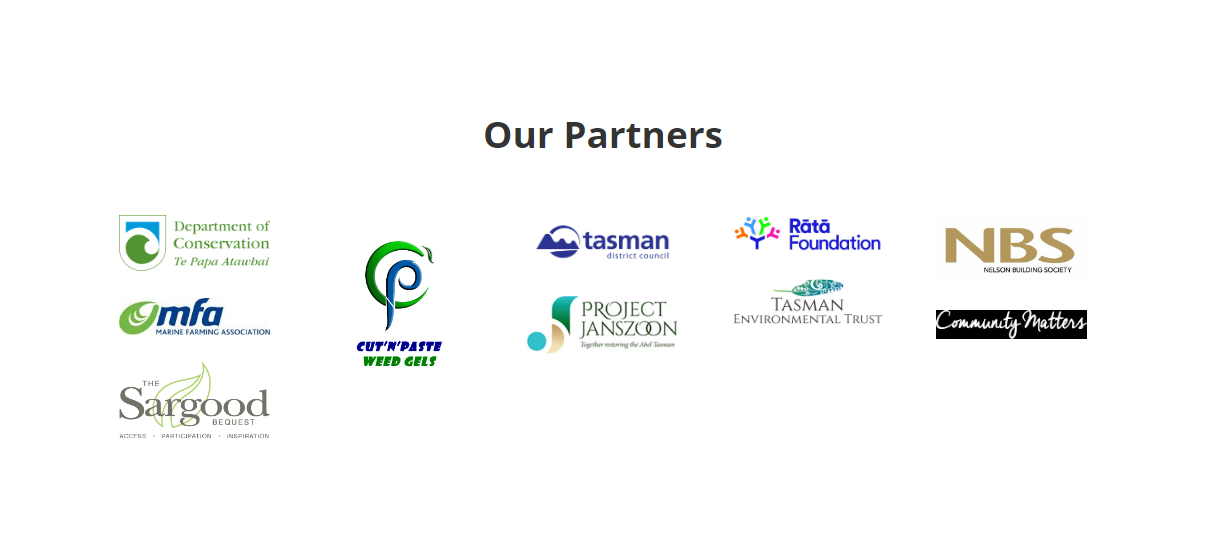 Our Partners
Department of
Conservation
Te Papa Atawbai
mfa
MARINE FARMING ASSOCIATION
THE
Sargood
BEQUEST
ACCESS • PARTICIPATION • INSPIRATION
CUT'N'PASTE
WEED GELS
tasman
district council
PROJECT
JANSZOON
Together restoring the Abel Tasman
Rātā
Foundation
TASMAN
ENVIRONMENTAL TRUST
NBS
NELSON BUILDING SOCIETY
Community Matters